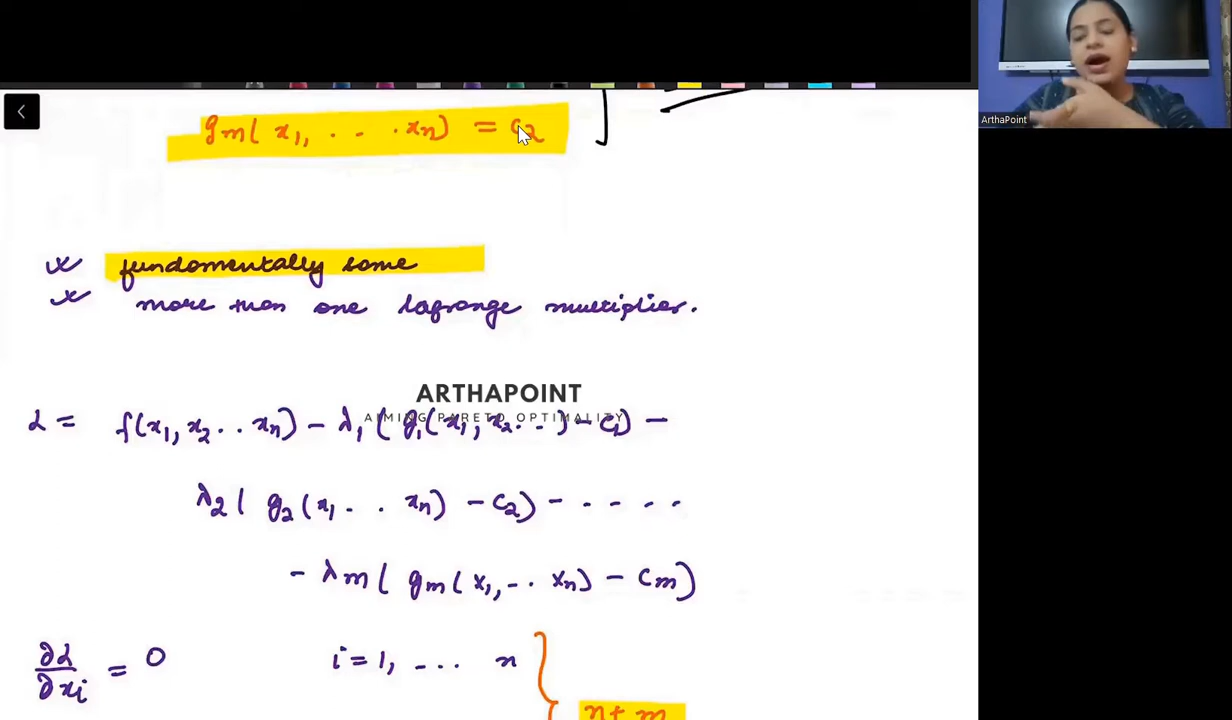 gm( x1, . . . xn) = c2
ArthaPoint
fundamentally same
more than one lagrange multiplier.
ARTHAPOINT
AIMING PARETO OPTIMALITY
L = f(x1, x2 . . xn) - λ1 ( g1(x1, x2 . . ) - c1) -
λ2 ( g2(x1 . . xn) - c2) - - - - -
- λm ( gm(x1, - . xn) - cm)
∂L/∂xi = 0 i = 1, - . . . n
n + m